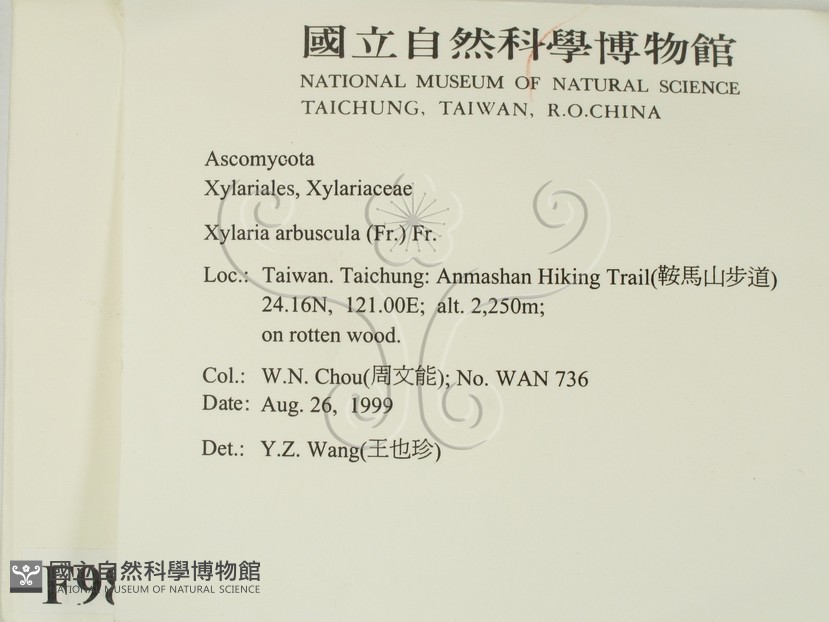 國立自然科學博物館
NATIONAL MUSEUM OF NATURAL SCIENCE
TAICHUNG, TAIWAN, R.O.CHINA
Ascomycota
Xylariales, Xylariaceae
Xylaria arbuscula (Fr.) Fr.
Loc.: Taiwan. Taichung: Anmashan Hiking Trail(鞍馬山步道)
24.16N, 121.00E; alt. 2,250m;
on rotten wood.
Col.: W.N. Chou(周文能); No. WAN 736
Date: Aug. 26, 1999
Det.: Y.Z. Wang(王也珍)
國立自然科學博物館
NATIONAL MUSEUM OF NATURAL SCIENCE